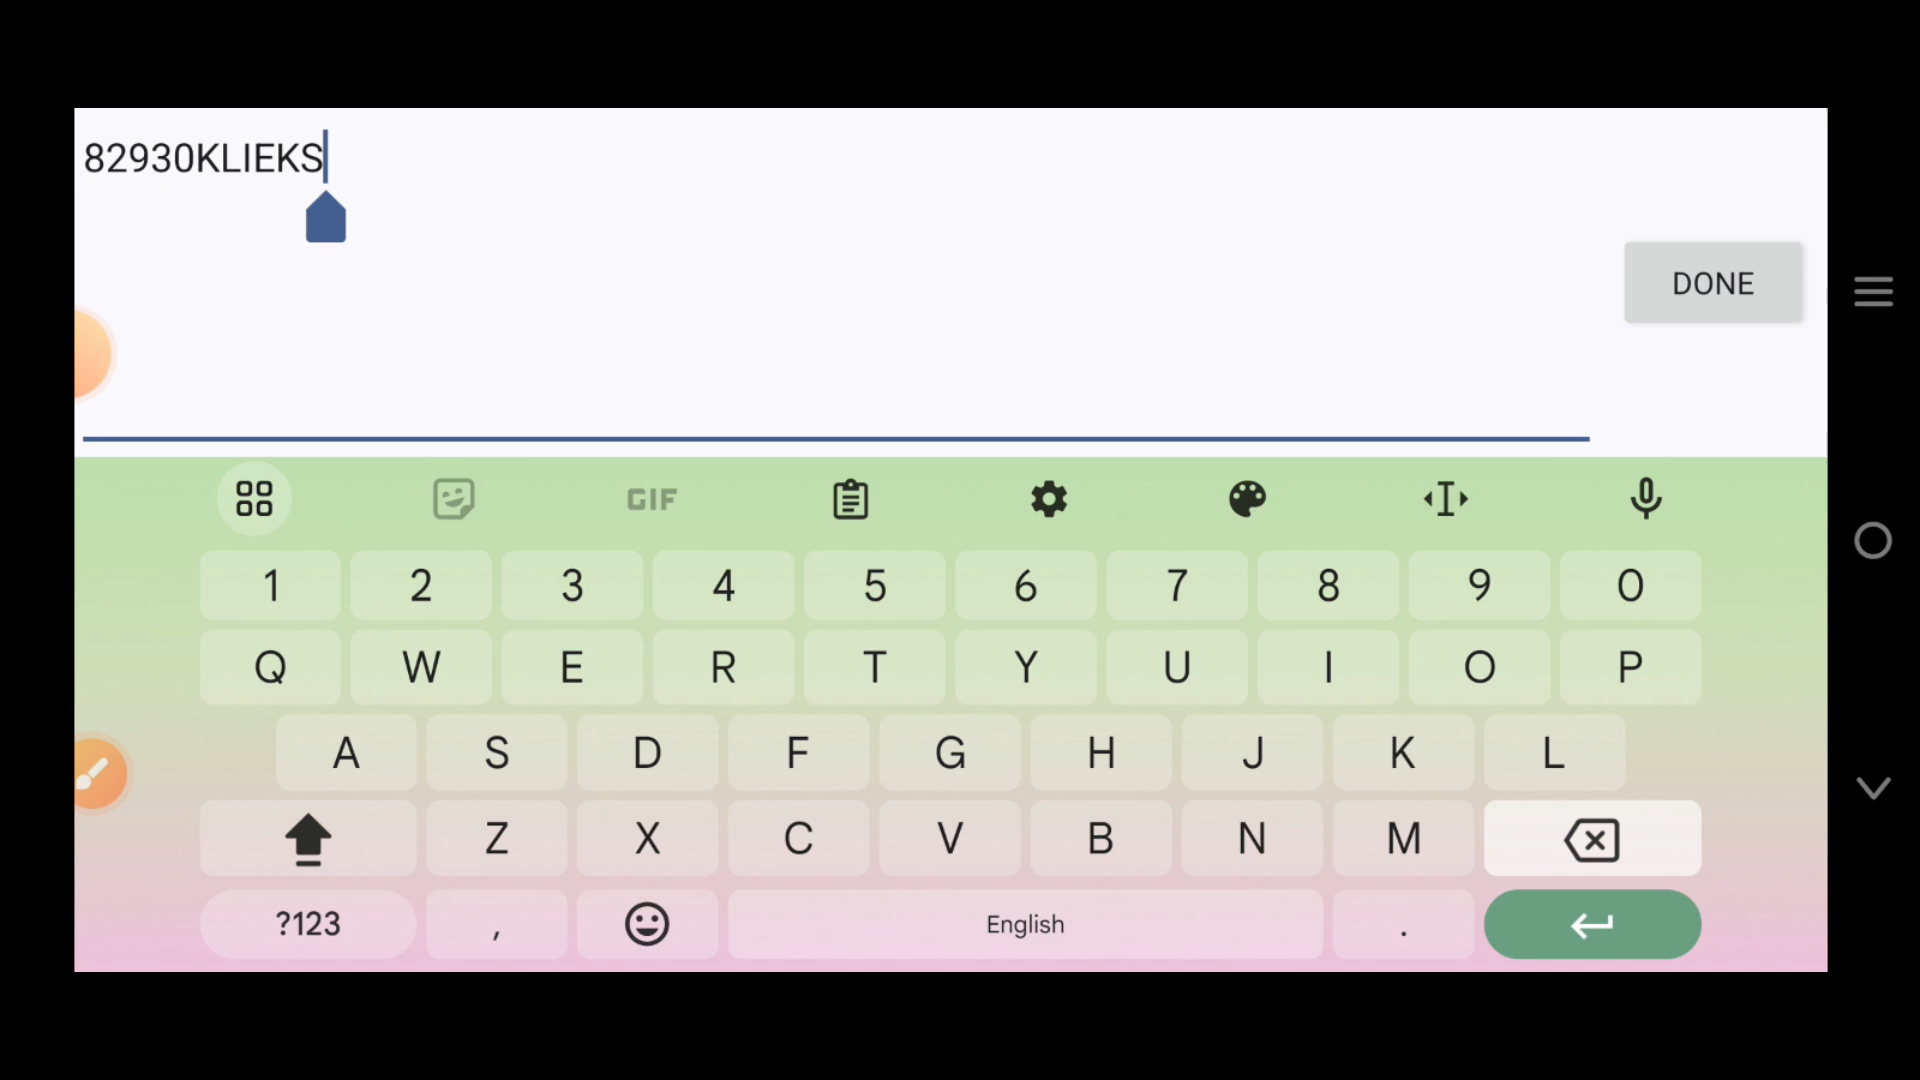 82930KLIEKS
DONE
GIF
1 2 3 4 5 6 7 8 9 0
Q W E R T Y U I O P
A S D F G H J K L
Z X C V B N M
?123 , English .